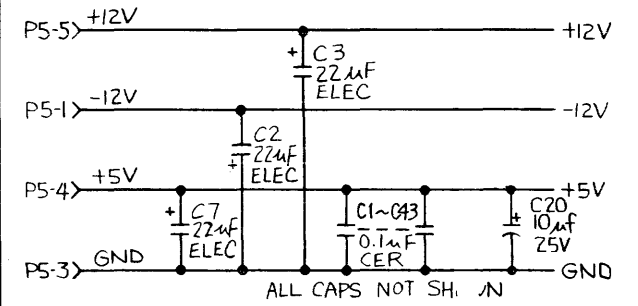 P5-5 +12V +12V
+ C3
22uF
ELEC
P5-1 -12V -12V
C2
+ 22uF
ELEC
P5-4 +5V +5V
+ C7
22uF
ELEC
C1~C43
0.1uF
CER
C20
+ 10uf
25V
P5-3 GND GND
ALL CAPS NOT